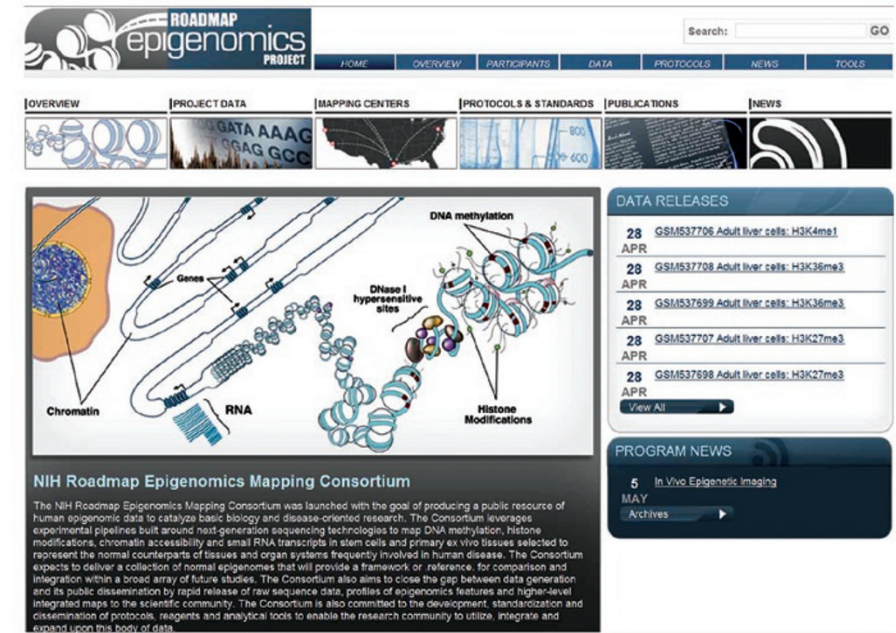 ROADMAP
epigenomics
PROJECT
Search:
GO
HOME OVERVIEW PARTICIPANTS DATA PROTOCOLS NEWS TOOLS
OVERVIEW PROJECT DATA MAPPING CENTERS PROTOCOLS & STANDARDS PUBLICATIONS NEWS
GATA AAAG
GGAG GCC
800
600
DNA methylation
Genes
DNase I
hypersensitive
sites
Chromatin
RNA
Histone
Modifications
DATA RELEASES
28 GSM537706 Adult liver cells: H3K4me1
APR
28 GSM537708 Adult liver cells: H3K36me3
APR
28 GSM537699 Adult liver cells: H3K36me3
APR
28 GSM537707 Adult liver cells: H3K27me3
APR
28 GSM537698 Adult liver cells: H3K27me3
APR
View All
PROGRAM NEWS
5 In Vivo Epigenetic Imaging
MAY
Archives
NIH Roadmap Epigenomics Mapping Consortium
The NIH Roadmap Epigenomics Mapping Consortium was launched with the goal of producing a public resource of
human epigenomic data to catalyze basic biology and disease-oriented research. The Consortium leverages
experimental pipelines built around next-generation sequencing technologies to map DNA methylation, histone
modifications, chromatin accessibility and small RNA transcripts in stem cells and primary ex vivo tissues selected to
represent the normal counterparts of tissues and organ systems frequently involved in human disease. The Consortium
expects to deliver a collection of normal epigenomes that will provide a framework or .reference. for comparison and
integration within a broad array of future studies. The Consortium also aims to close the gap between data generation
and its public dissemination by rapid release of raw sequence data, profiles of epigenomics features and higher-level
integrated maps to the scientific community. The Consortium is also committed to the development, standardization and
dissemination of protocols, reagents and analytical tools to enable the research community to utilize, integrate and
expand upon this body of data.